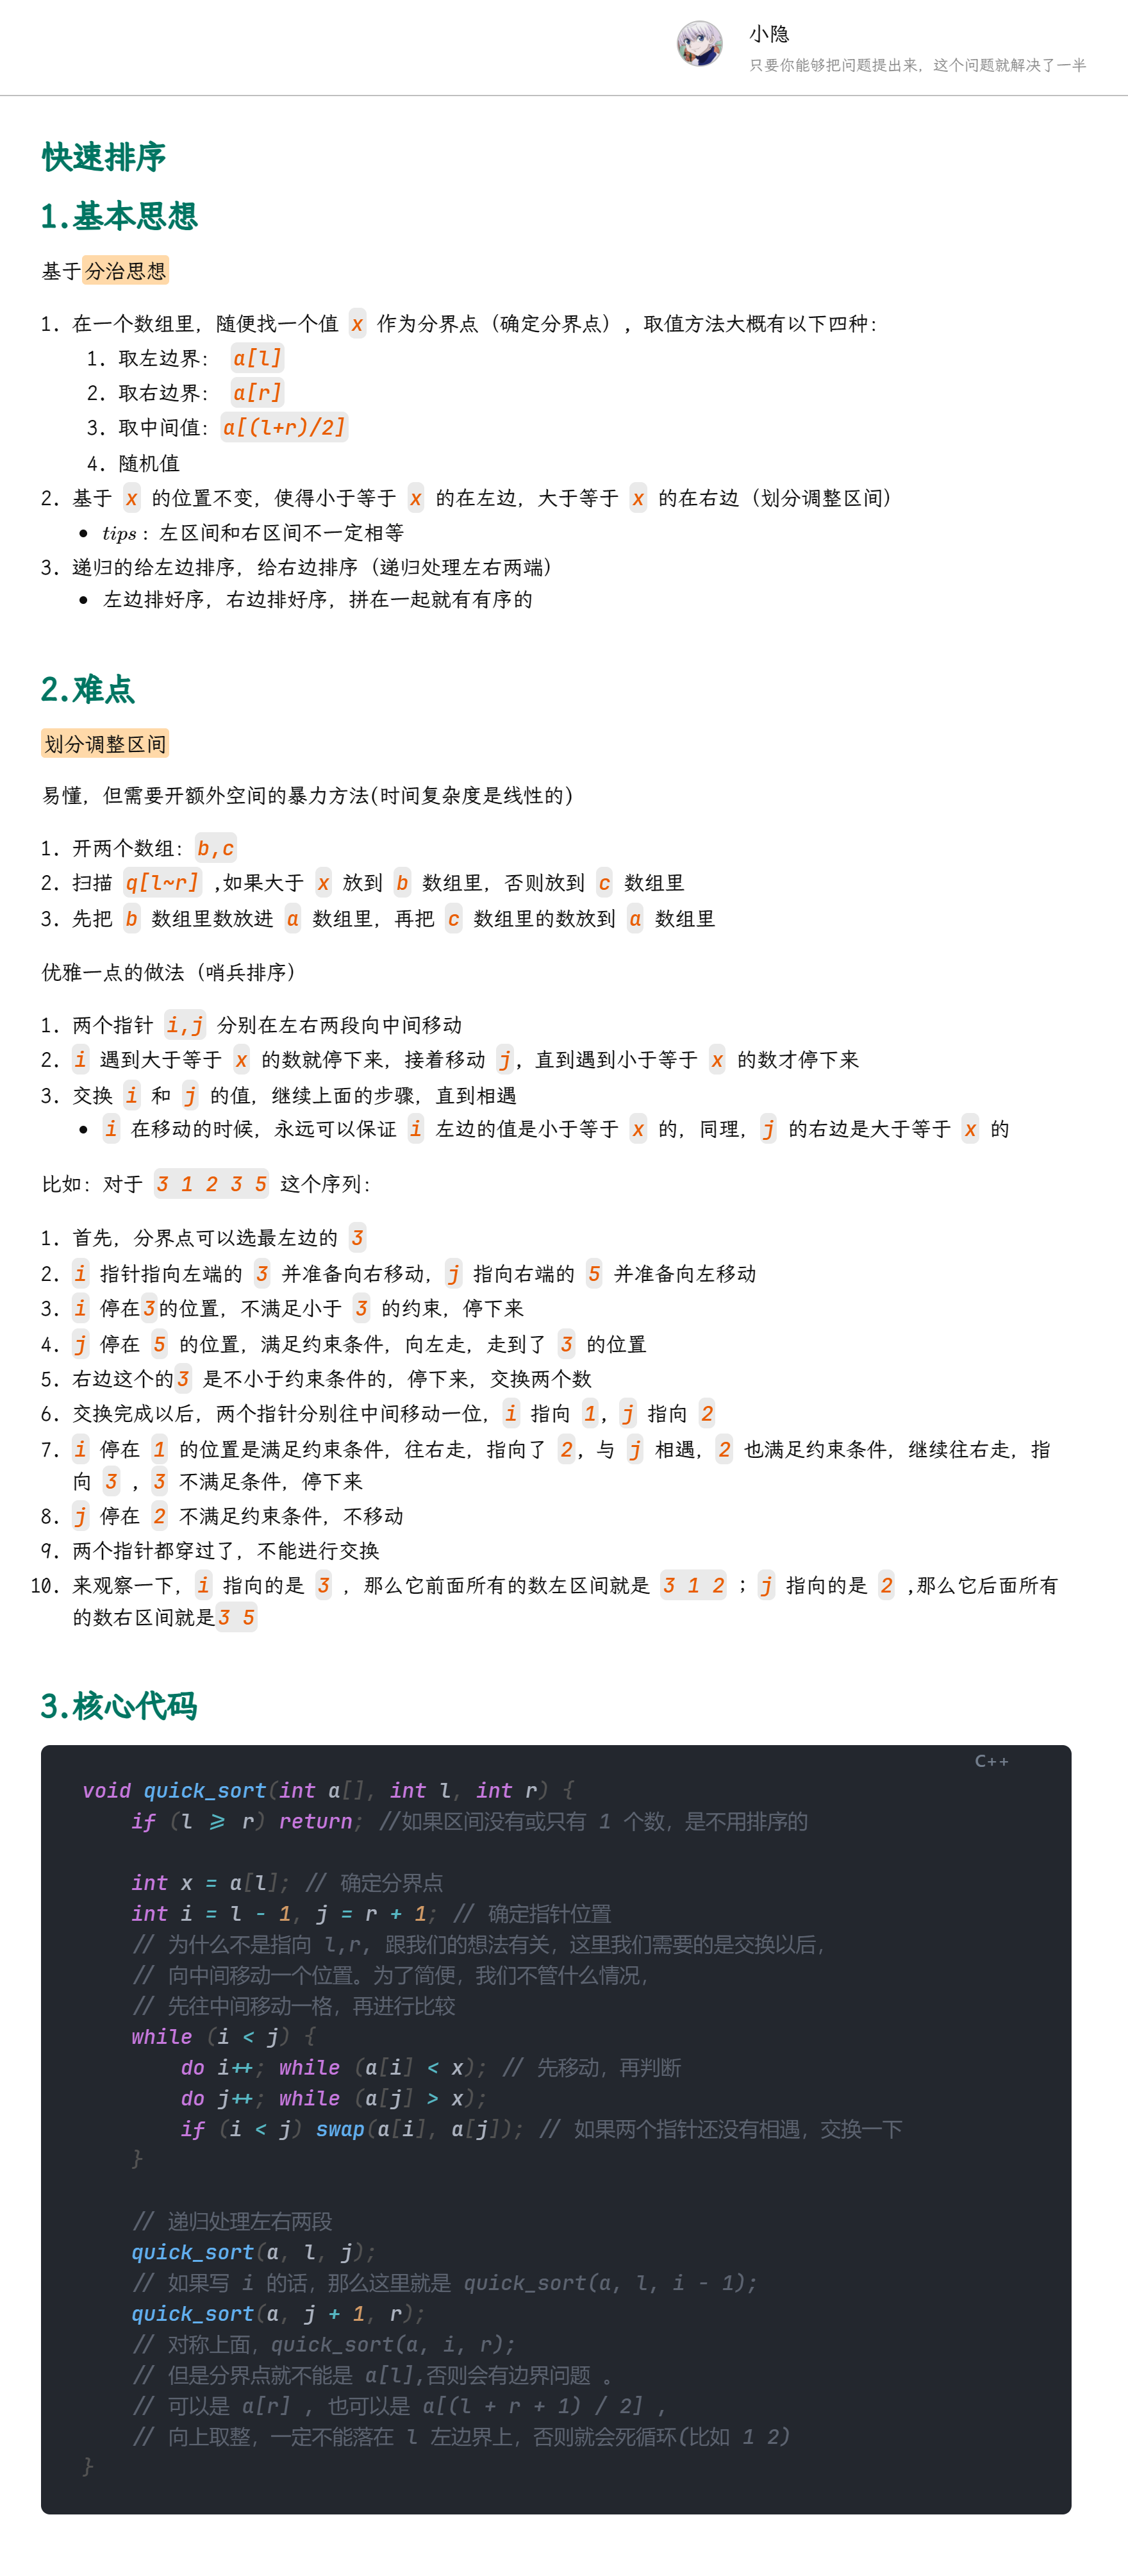 小隐
只要你能够把问题提出来，这个问题就解决了一半
快速排序
1.基本思想
基于分治思想
1. 在一个数组里，随便找一个值 x 作为分界点（确定分界点），取值方法大概有以下四种：
1. 取左边界： a[l]
2. 取右边界： a[r]
3. 取中间值：a[(l+r)/2]
4. 随机值
2. 基于 x 的位置不变，使得小于等于 x 的在左边，大于等于 x 的在右边（划分调整区间）
• tips：左区间和右区间不一定相等
3. 递归的给左边排序，给右边排序（递归处理左右两端）
• 左边排好序，右边排好序，拼在一起就有有序的
2.难点
划分调整区间
易懂，但需要开额外空间的暴力方法(时间复杂度是线性的)
1. 开两个数组：b,c
2. 扫描 q[l~r] ,如果大于 x 放到 b 数组里，否则放到 c 数组里
3. 先把 b 数组里数放进 a 数组里，再把 c 数组里的数放到 a 数组里
优雅一点的做法（哨兵排序）
1. 两个指针 i,j 分别在左右两段向中间移动
2. i 遇到大于等于 x 的数就停下来，接着移动 j，直到遇到小于等于 x 的数才停下来
3. 交换 i 和 j 的值，继续上面的步骤，直到相遇
• i 在移动的时候，永远可以保证 i 左边的值是小于等于 x 的，同理，j 的右边是大于等于 x 的
比如：对于 3 1 2 3 5 这个序列：
1. 首先，分界点可以选最左边的 3
2. i 指针指向左端的 3 并准备向右移动，j 指向右端的 5 并准备向左移动
3. i 停在3的位置，不满足小于 3 的约束，停下来
4. j 停在 5 的位置，满足约束条件，向左走，走到了 3 的位置
5. 右边这个的3 是不小于约束条件的，停下来，交换两个数
6. 交换完成以后，两个指针分别往中间移动一位，i 指向 1，j 指向 2
7. i 停在 1 的位置是满足约束条件，往右走，指向了 2，与 j 相遇，2 也满足约束条件，继续往右走，指
向 3 ，3 不满足条件，停下来
8. j 停在 2 不满足约束条件，不移动
9. 两个指针都穿过了，不能进行交换
10. 来观察一下，i 指向的是 3 ，那么它前面所有的数左区间就是 3 1 2 ；j 指向的是 2 ,那么它后面所有
的数右区间就是3 5
3.核心代码
C++
void quick_sort(int a[], int l, int r) {
if (l >= r) return; //如果区间没有或只有 1 个数，是不用排序的
int x = a[l]; // 确定分界点
int i = l - 1, j = r + 1; // 确定指针位置
// 为什么不是指向 l,r, 跟我们的想法有关，这里我们需要的是交换以后，
// 向中间移动一个位置。为了简便，我们不管什么情况，
// 先往中间移动一格，再进行比较
while (i < j) {
do i++; while (a[i] < x); // 先移动，再判断
do j++; while (a[j] > x);
if (i < j) swap(a[i], a[j]); // 如果两个指针还没有相遇，交换一下
}
// 递归处理左右两段
quick_sort(a, l, j);
// 如果写 i 的话，那么这里就是 quick_sort(a, l, i - 1);
quick_sort(a, j + 1, r);
// 对称上面，quick_sort(a, i, r);
// 但是分界点就不能是 a[l],否则会有边界问题 。
// 可以是 a[r] ，也可以是 a[(l + r + 1) / 2] ，
// 向上取整，一定不能落在 l 左边界上，否则就会死循环(比如 1 2)
}